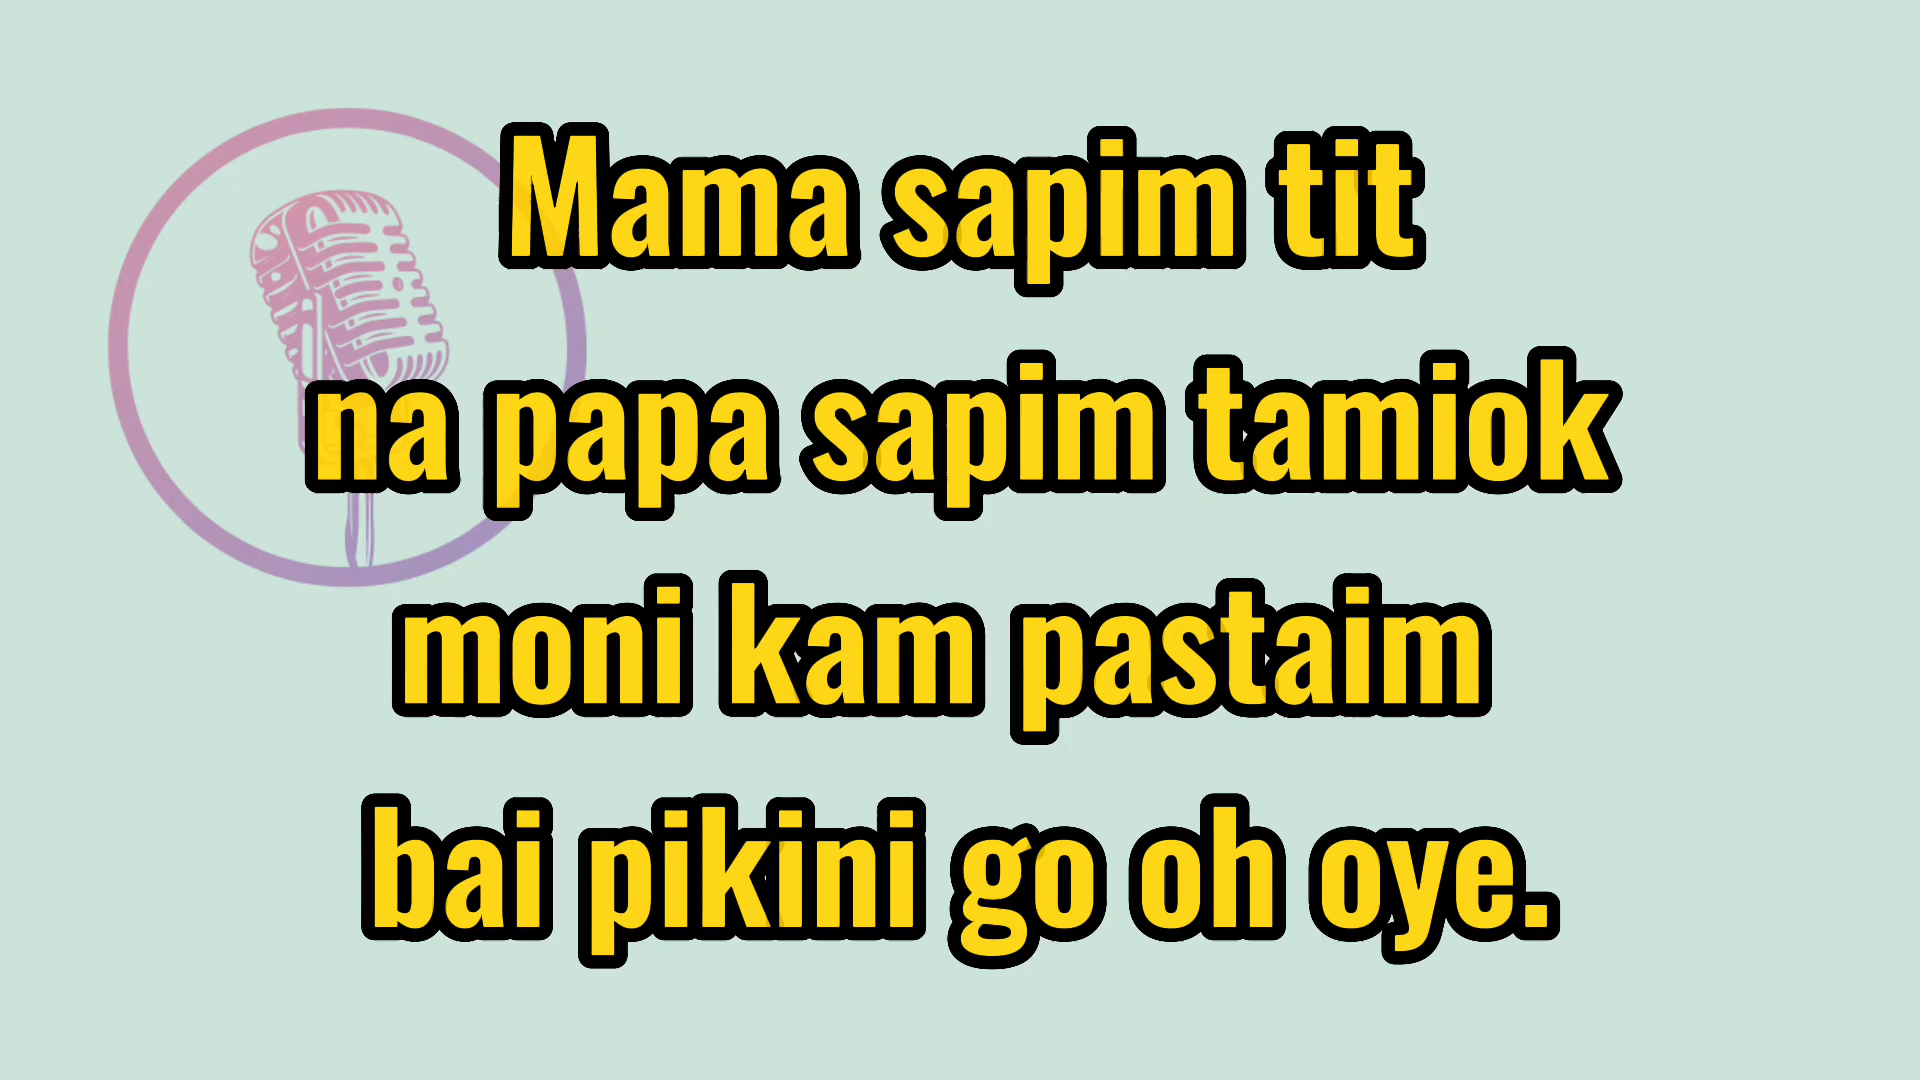 Mama sapim tit
na papa sapim tamiok
moni kam pastaim
bai pikini go oh oye.